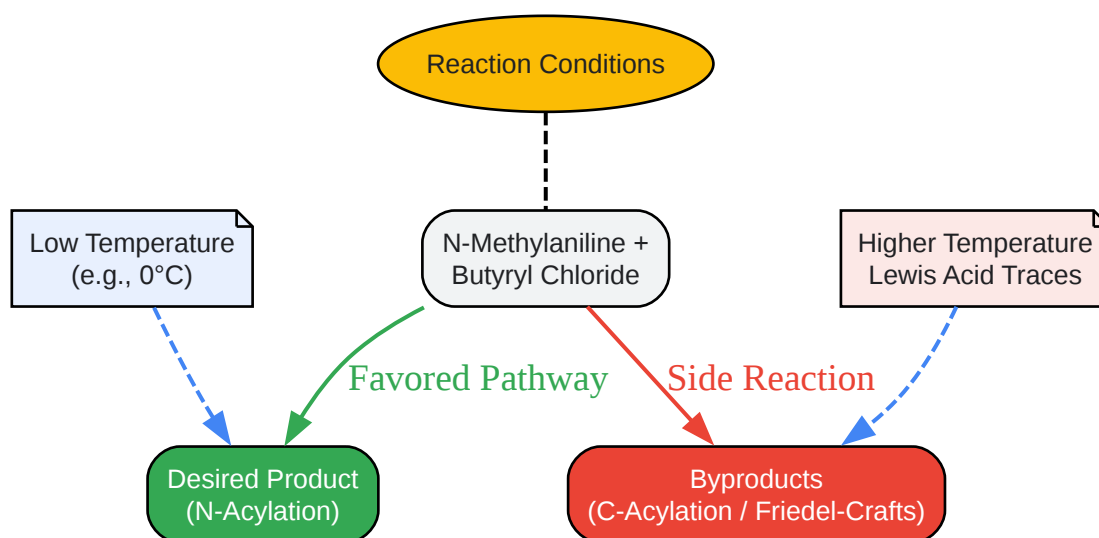 Reaction Conditions
Low Temperature
(e.g., 0°C)
N-Methylaniline +
Butyryl Chloride
Higher Temperature
Lewis Acid Traces
Favored Pathway
Side Reaction
Desired Product
(N-Acylation)
Byproducts
(C-Acylation / Friedel-Crafts)